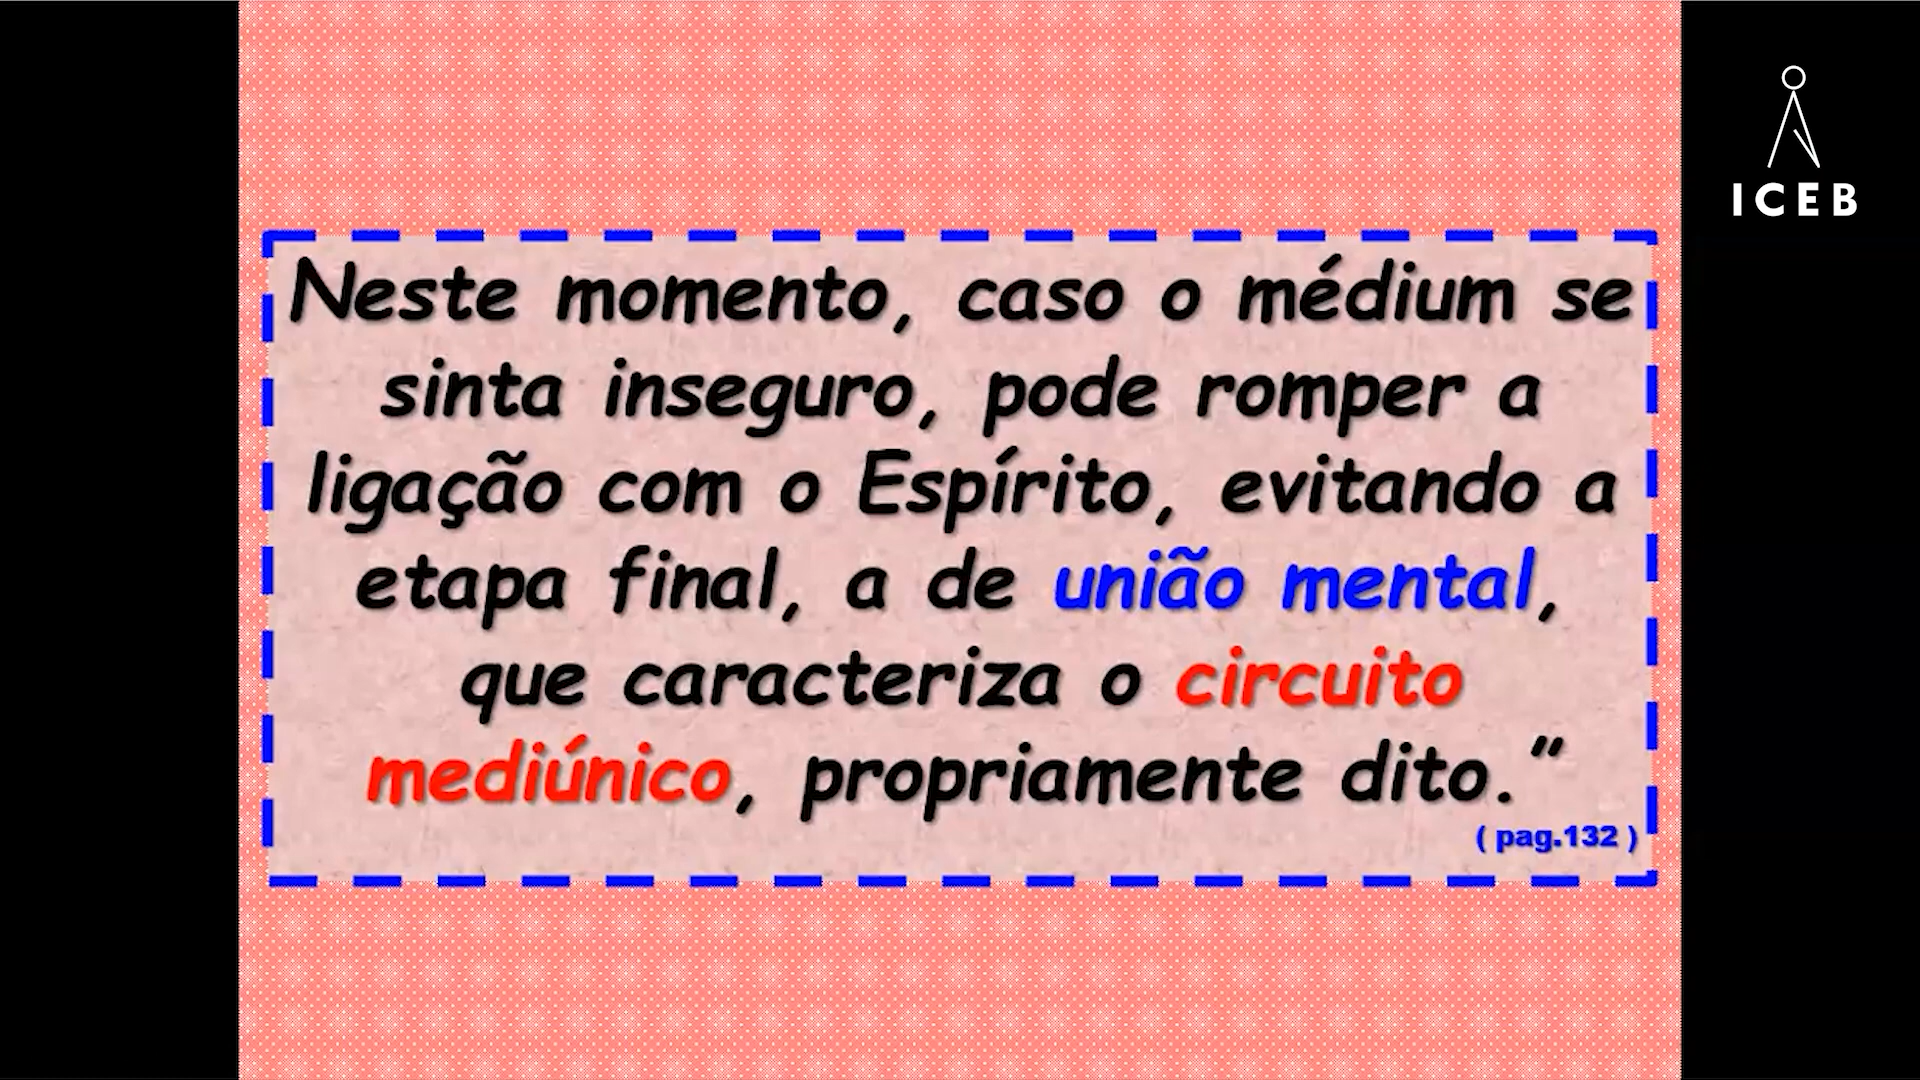 ICEB
Neste momento, caso o médium se
sinta inseguro, pode romper a
ligação com o Espírito, evitando a
etapa final, a de união mental,
que caracteriza o circuito
mediúnico, propriamente dito.”
( pag.132 )